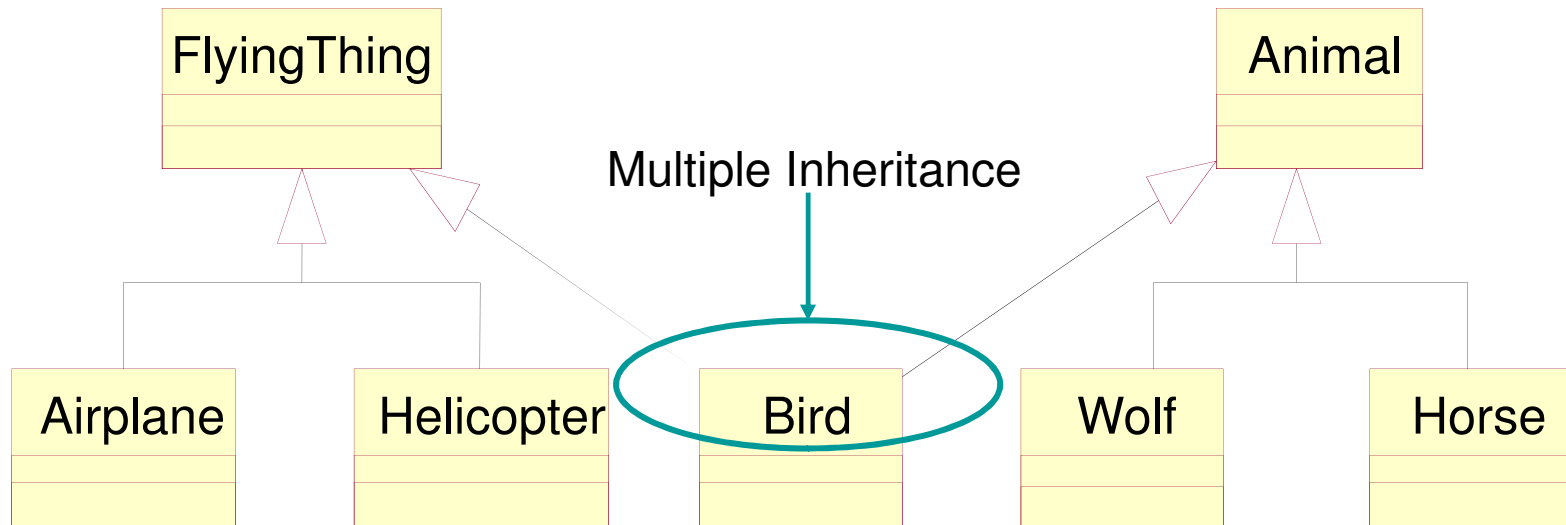 FlyingThing
Animal
Multiple Inheritance
Airplane
Helicopter
Bird
Wolf
Horse